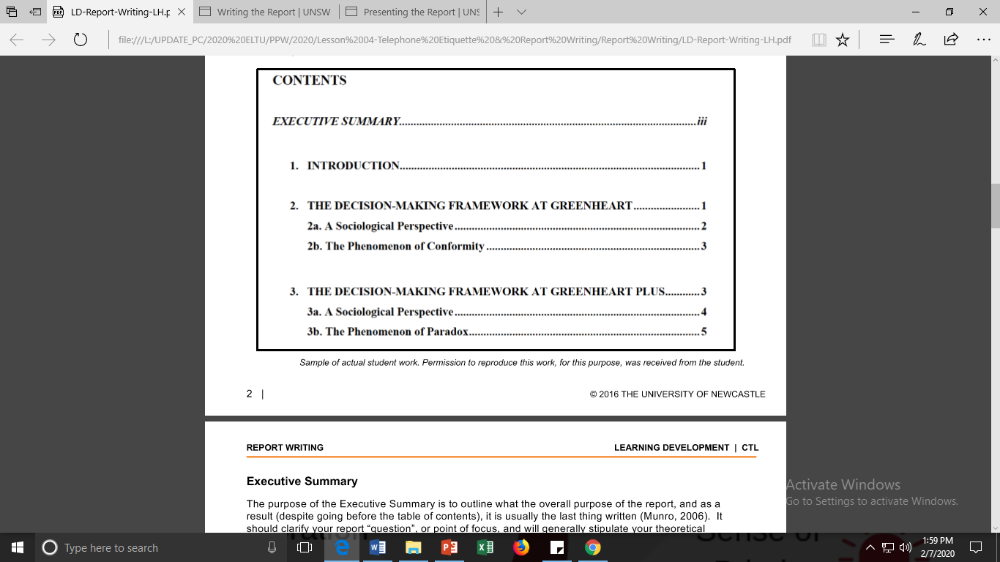 LD-Report-Writing-LH.p
Writing the Report | UNSW
Presenting the Report | UNS
file:///L:/UPDATE_PC/2020%20ELTU/PPW/2020/Lesson%2004-Telephone%20Etiquette%20&%20Report%20Writing/Report%20Writing/LD-Report-Writing-LH.pdf
CONTENTS
EXECUTIVE SUMMARY....................iii
1. INTRODUCTION....................1
2. THE DECISION-MAKING FRAMEWORK AT GREENHEART....................1
2a. A Sociological Perspective....................2
2b. The Phenomenon of Conformity....................3
3. THE DECISION-MAKING FRAMEWORK AT GREENHEART PLUS............3
3a. A Sociological Perspective....................4
3b. The Phenomenon of Paradox....................5
Sample of actual student work. Permission to reproduce this work, for this purpose, was received from the student.
2 | © 2016 THE UNIVERSITY OF NEWCASTLE
REPORT WRITING LEARNING DEVELOPMENT | CTL
Executive Summary
The purpose of the Executive Summary is to outline what the overall purpose of the report, and as a
result (despite going before the table of contents), it is usually the last thing written (Munro, 2006). It
should clarify your report “question”, or point of focus, and will generally stipulate your theoretical
Activate Windows
Go to Settings to activate Windows.
Type here to search
1:59 PM
2/7/2020